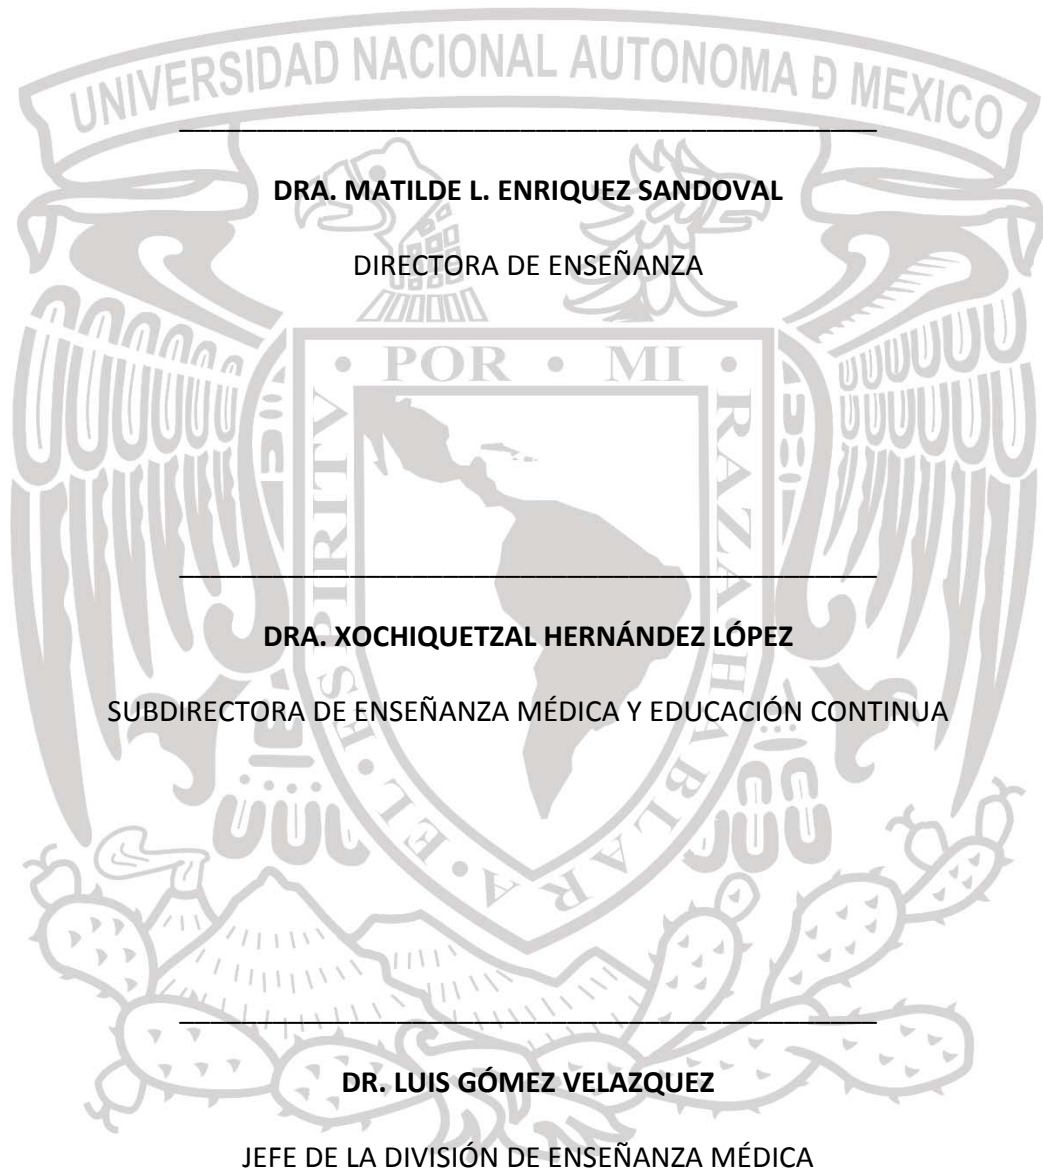 UNIVERSIDAD NACIONAL AUTONOMA Đ MEXICO
DRA. MATILDE L. ENRIQUEZ SANDOVAL
DIRECTORA DE ENSEÑANZA
• POR • MI •
RAZA HABLARA • EL • ESPIRITV
DRA. XOCHIQUETZAL HERNÁNDEZ LÓPEZ
SUBDIRECTORA DE ENSEÑANZA MÉDICA Y EDUCACIÓN CONTINUA
DR. LUIS GÓMEZ VELAZQUEZ
JEFE DE LA DIVISIÓN DE ENSEÑANZA MÉDICA